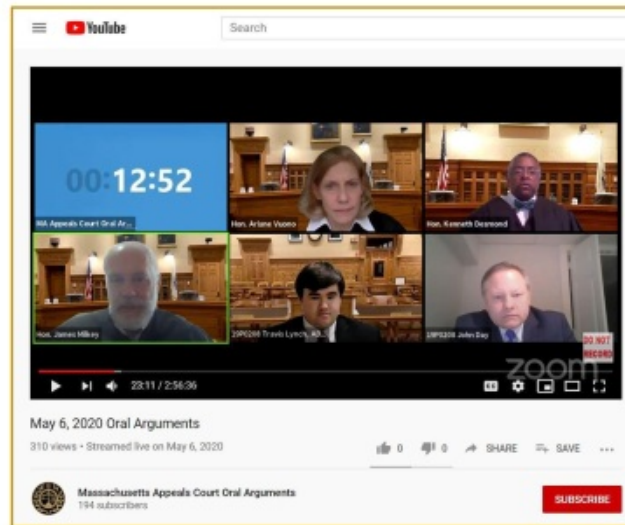 YouTube
Search
00:12:52
MA Appeals Court Oral Ar...
Hon. Ariane Vuono
Hon. Kenneth Desmond
Hon. James Milkey
Travis Lynch,
John Day
DO NOT
RECORD
zoom
23:11 / 2:56:36
May 6, 2020 Oral Arguments
310 views • Streamed live on May 6, 2020
0
0
SHARE
SAVE
Massachusetts Appeals Court Oral Arguments
194 subscribers
SUBSCRIBE